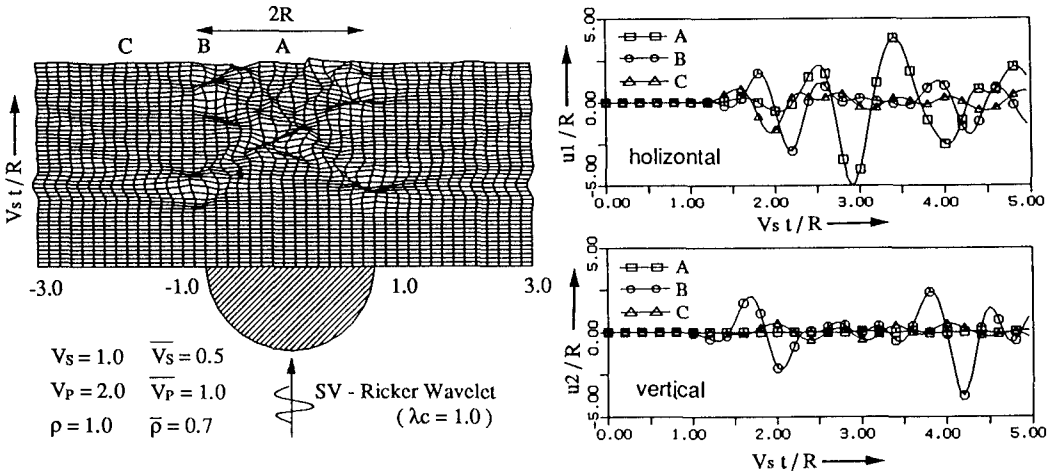 2R
C B A
Vs t / R
-3.0 -1.0 1.0 3.0
Vs = 1.0 V̅s̅ = 0.5
Vp = 2.0 V̅p̅ = 1.0
ρ = 1.0 ρ̅ = 0.7
SV - Ricker Wavelet
( λc = 1.0 )
5.00
A
B
C
u1 / R
0.00
holizontal
-5.00
0.00 1.00 2.00 3.00 4.00 5.00
Vs t / R
5.00
A
B
C
u2 / R
0.00
vertical
-5.00
0.00 1.00 2.00 3.00 4.00 5.00
Vs t / R